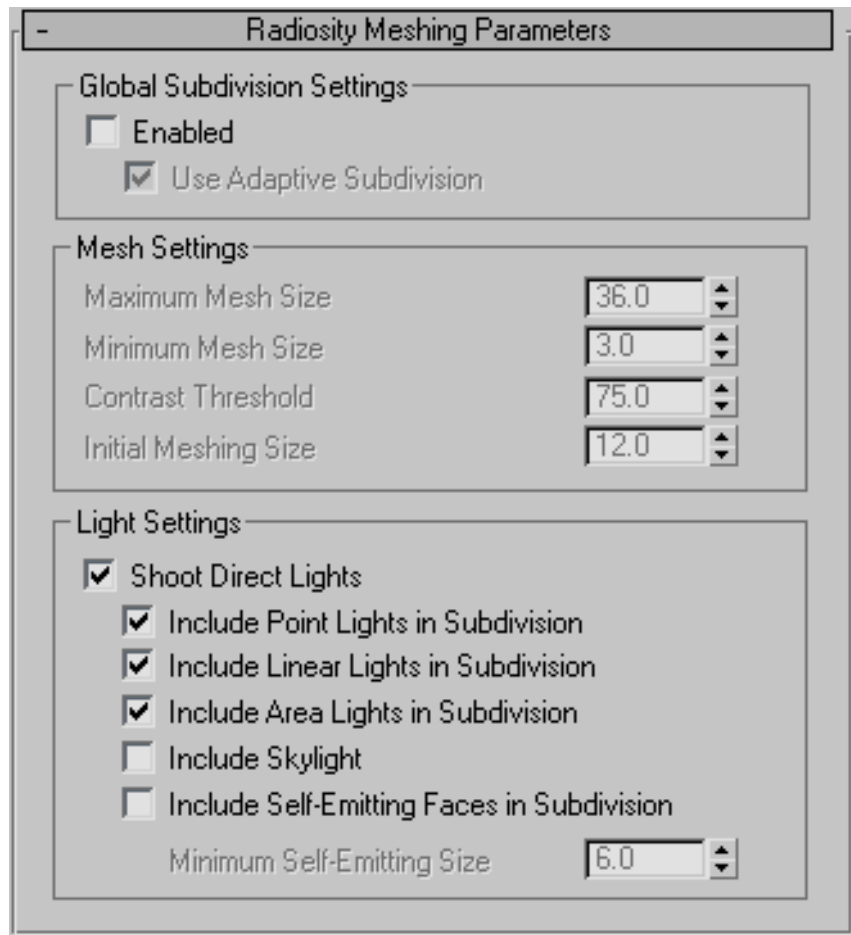 - Radiosity Meshing Parameters
Global Subdivision Settings
Enabled
Use Adaptive Subdivision
Mesh Settings
Maximum Mesh Size 36.0
Minimum Mesh Size 3.0
Contrast Threshold 75.0
Initial Meshing Size 12.0
Light Settings
Shoot Direct Lights
Include Point Lights in Subdivision
Include Linear Lights in Subdivision
Include Area Lights in Subdivision
Include Skylight
Include Self-Emitting Faces in Subdivision
Minimum Self-Emitting Size 6.0